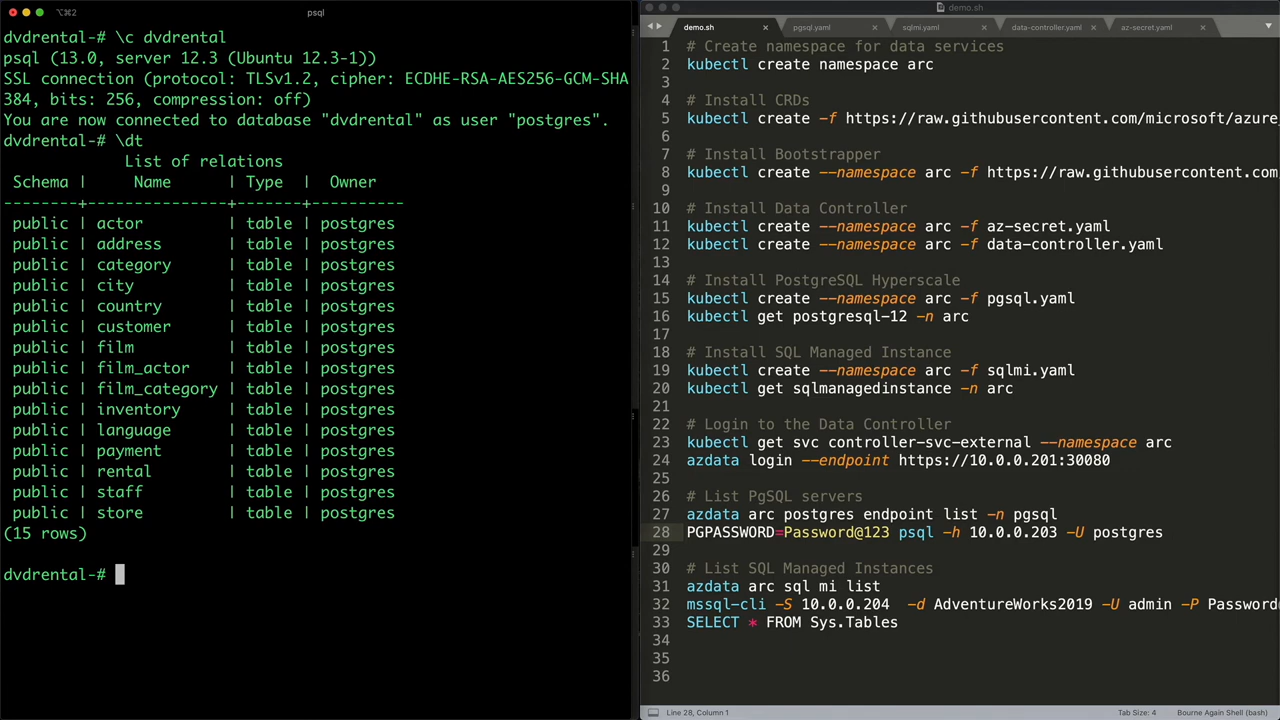 ⌥⌘2
psql
dvdrental-# \c dvdrental
psql (13.0, server 12.3 (Ubuntu 12.3-1))
SSL connection (protocol: TLSv1.2, cipher: ECDHE-RSA-AES256-GCM-SHA
384, bits: 256, compression: off)
You are now connected to database "dvdrental" as user "postgres".
dvdrental-# \dt
List of relations
Schema | Name | Type | Owner
--------+---------------+-------+----------
public | actor | table | postgres
public | address | table | postgres
public | category | table | postgres
public | city | table | postgres
public | country | table | postgres
public | customer | table | postgres
public | film | table | postgres
public | film_actor | table | postgres
public | film_category | table | postgres
public | inventory | table | postgres
public | language | table | postgres
public | payment | table | postgres
public | rental | table | postgres
public | staff | table | postgres
public | store | table | postgres
(15 rows)
dvdrental-#
demo.sh
demo.sh × pgsql.yaml × sqlmi.yaml × data-controller.yaml × az-secret.yaml ×
1 # Create namespace for data services
2 kubectl create namespace arc
3
4 # Install CRDs
5 kubectl create -f https://raw.githubusercontent.com/microsoft/azure
6
7 # Install Bootstrapper
8 kubectl create --namespace arc -f https://raw.githubusercontent.com
9
10 # Install Data Controller
11 kubectl create --namespace arc -f az-secret.yaml
12 kubectl create --namespace arc -f data-controller.yaml
13
14 # Install PostgreSQL Hyperscale
15 kubectl create --namespace arc -f pgsql.yaml
16 kubectl get postgresql-12 -n arc
17
18 # Install SQL Managed Instance
19 kubectl create --namespace arc -f sqlmi.yaml
20 kubectl get sqlmanagedinstance -n arc
21
22 # Login to the Data Controller
23 kubectl get svc controller-svc-external --namespace arc
24 azdata login --endpoint https://10.0.0.201:30080
25
26 # List PgSQL servers
27 azdata arc postgres endpoint list -n pgsql
28 PGPASSWORD=Password@123 psql -h 10.0.0.203 -U postgres
29
30 # List SQL Managed Instances
31 azdata arc sql mi list
32 mssql-cli -S 10.0.0.204 -d AdventureWorks2019 -U admin -P Password
33 SELECT * FROM Sys.Tables
34
35
36
Line 28, Column 1
Tab Size: 4
Bourne Again Shell (bash)